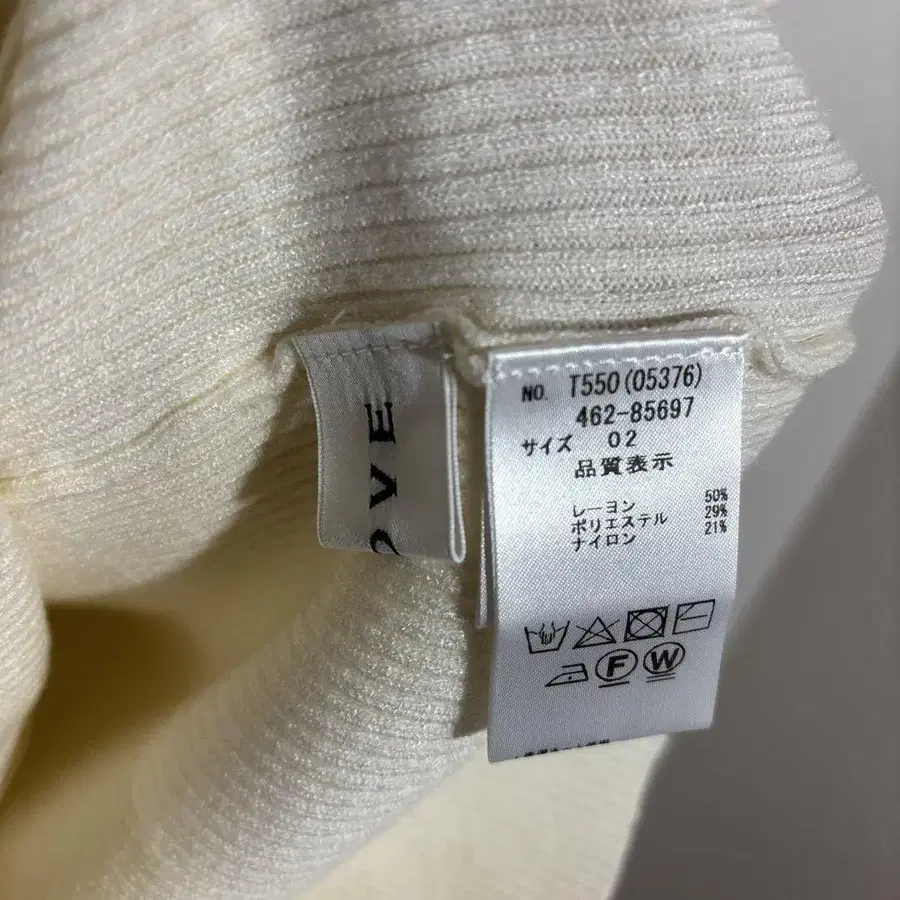 OVE
NO. T550(05376)
462-85697
サイズ 02
品質表示
レーヨン 50%
ポリエステル 29%
ナイロン 21%
F W